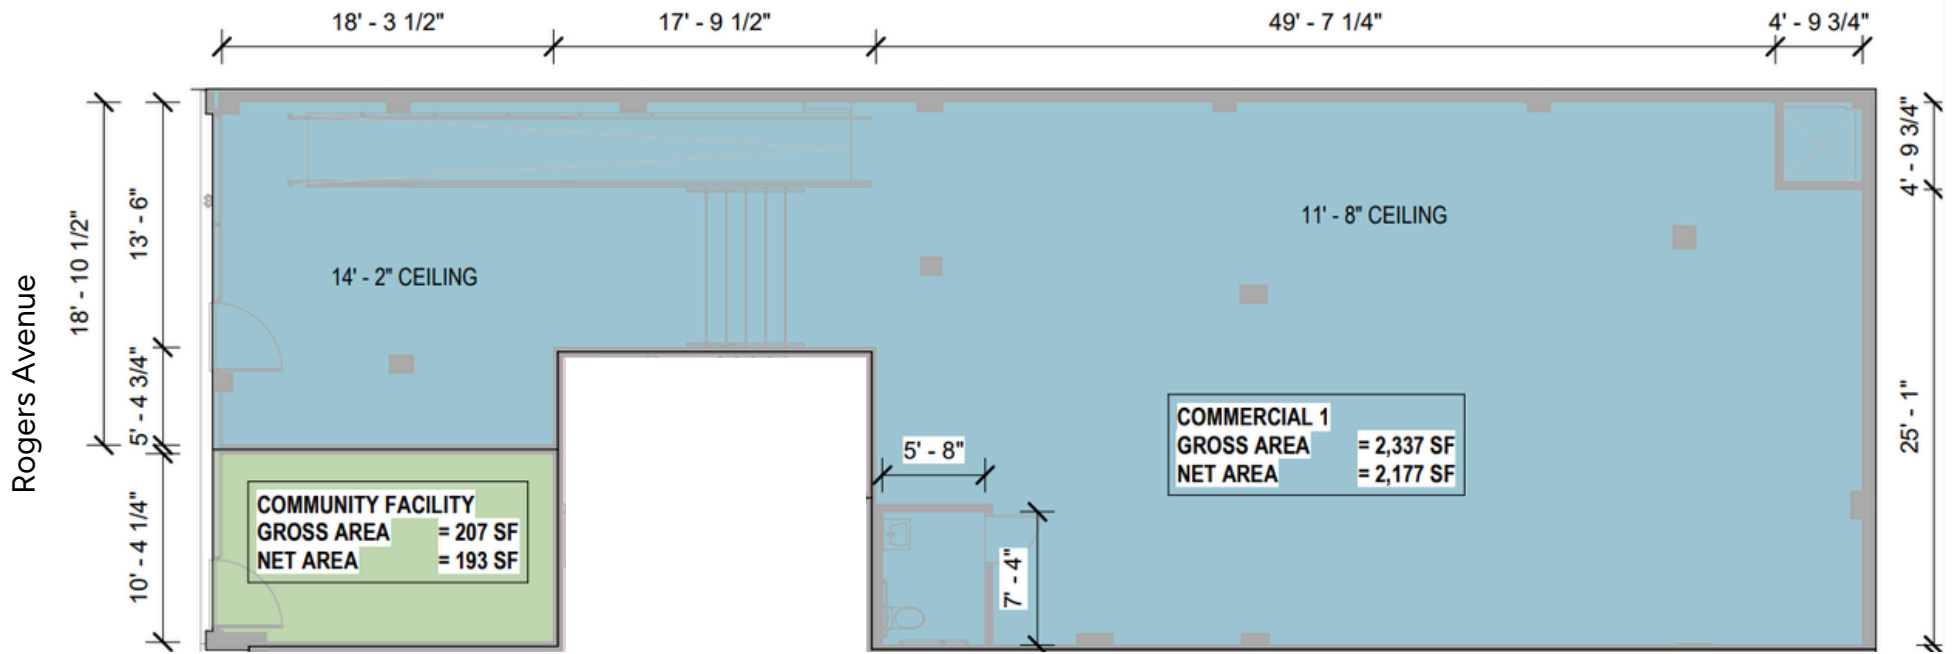 18' - 3 1/2"
17' - 9 1/2"
49' - 7 1/4"
4' - 9 3/4"
4' - 9 3/4"
13' - 6"
18' - 10 1/2"
11' - 8" CEILING
14' - 2" CEILING
Rogers Avenue
5' - 4 3/4"
25' - 1"
COMMERCIAL 1
GROSS AREA = 2,337 SF
NET AREA = 2,177 SF
5' - 8"
10' - 4 1/4"
COMMUNITY FACILITY
GROSS AREA = 207 SF
NET AREA = 193 SF
7' - 4"